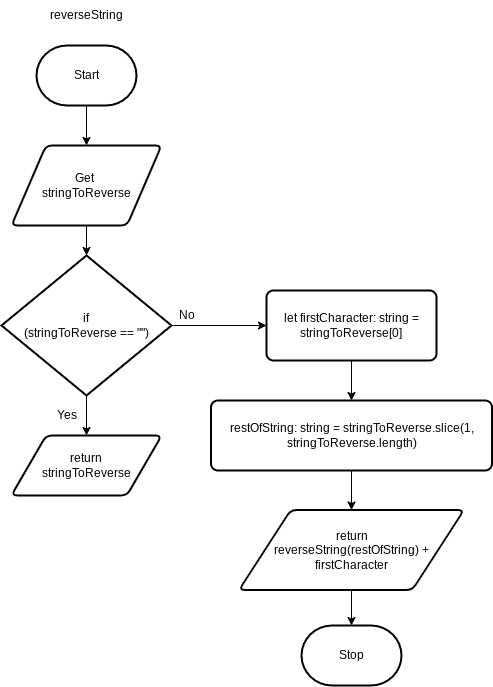 reverseString
Start
Get
stringToReverse
if
(stringToReverse == "")
No
Yes
return
stringToReverse
let firstCharacter: string =
stringToReverse[0]
restOfString: string = stringToReverse.slice(1,
stringToReverse.length)
return
reverseString(restOfString) +
firstCharacter
Stop